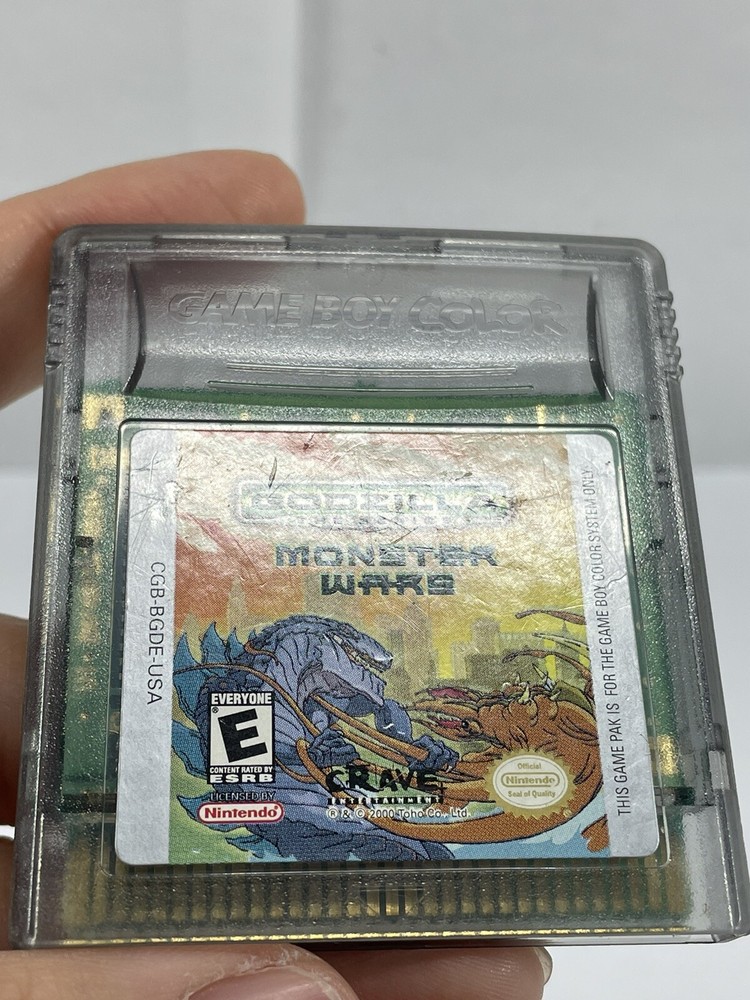 GAME BOY COLOR
GODZILLA
MONSTER
WARS
CGB-BGDE-USA
THIS GAME PAK IS FOR THE GAME BOY COLOR SYSTEM ONLY
EVERYONE
E
®
CONTENT RATED BY
ESRB
LICENSED BY
Nintendo®
CRAVE
ENTERTAINMENT
® & © 2000 Toho Co., Ltd.
Official
Nintendo
Seal of Quality